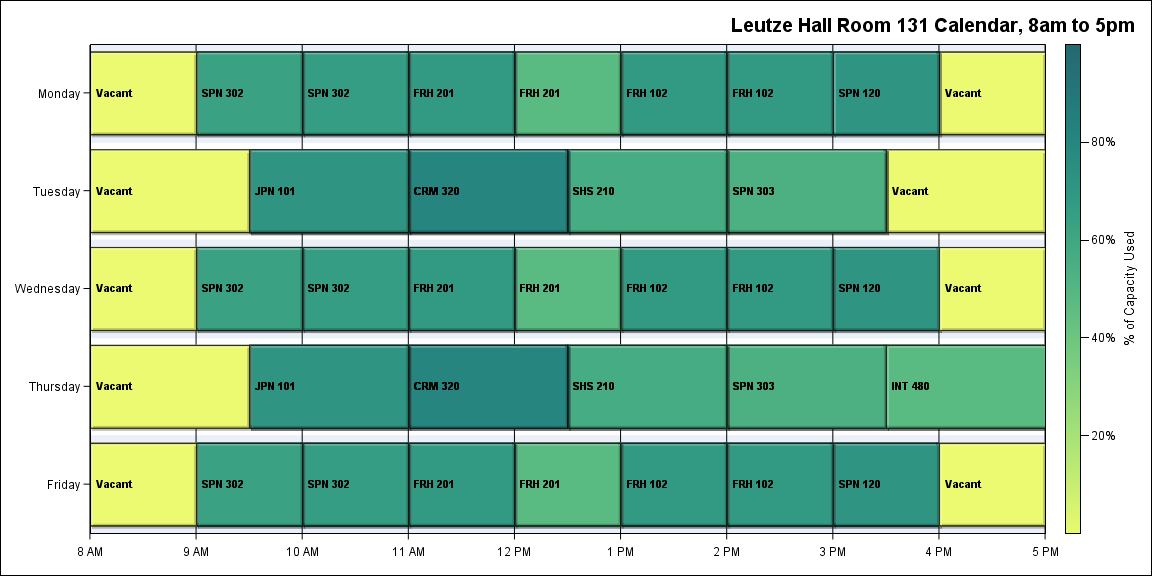 Leutze Hall Room 131 Calendar, 8am to 5pm
Monday Vacant SPN 302 SPN 302 FRH 201 FRH 201 FRH 102 FRH 102 SPN 120 Vacant
Tuesday Vacant JPN 101 CRM 320 SHS 210 SPN 303 Vacant
Wednesday Vacant SPN 302 SPN 302 FRH 201 FRH 201 FRH 102 FRH 102 SPN 120 Vacant
Thursday Vacant JPN 101 CRM 320 SHS 210 SPN 303 INT 480
Friday Vacant SPN 302 SPN 302 FRH 201 FRH 201 FRH 102 FRH 102 SPN 120 Vacant
8 AM 9 AM 10 AM 11 AM 12 PM 1 PM 2 PM 3 PM 4 PM 5 PM
80%
60%
40%
20%
% of Capacity Used